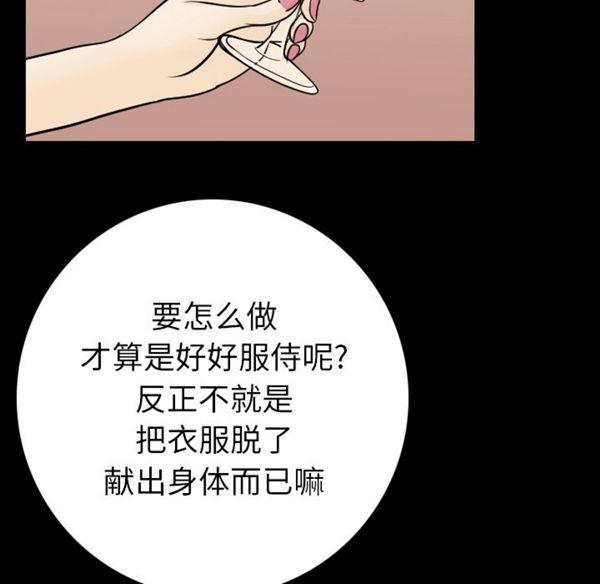 要怎么做
才算是好好服侍呢?
反正不就是
把衣服脱了
献出身体而已嘛